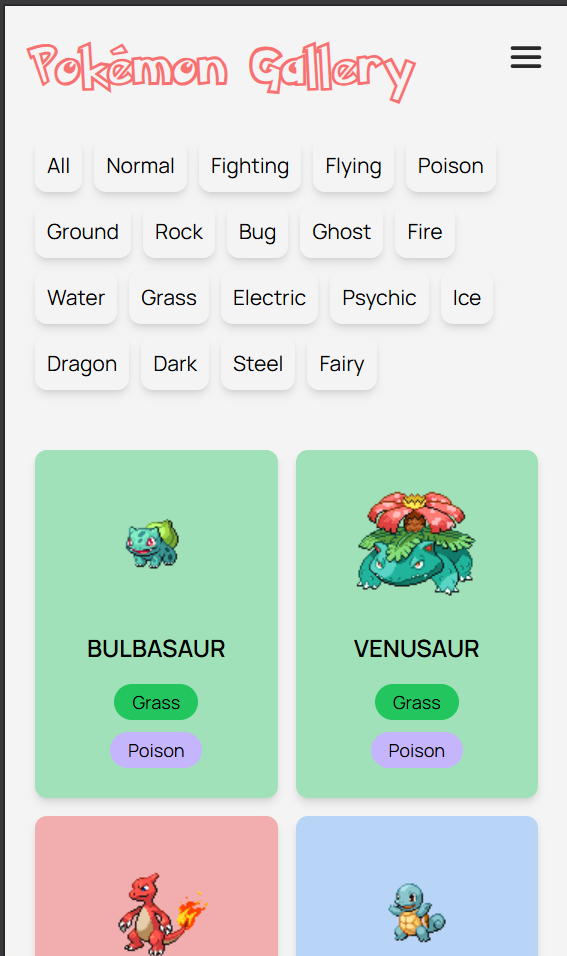 Pokémon Gallery
All Normal Fighting Flying Poison
Ground Rock Bug Ghost Fire
Water Grass Electric Psychic Ice
Dragon Dark Steel Fairy
BULBASAUR VENUSAUR
Grass Grass
Poison Poison